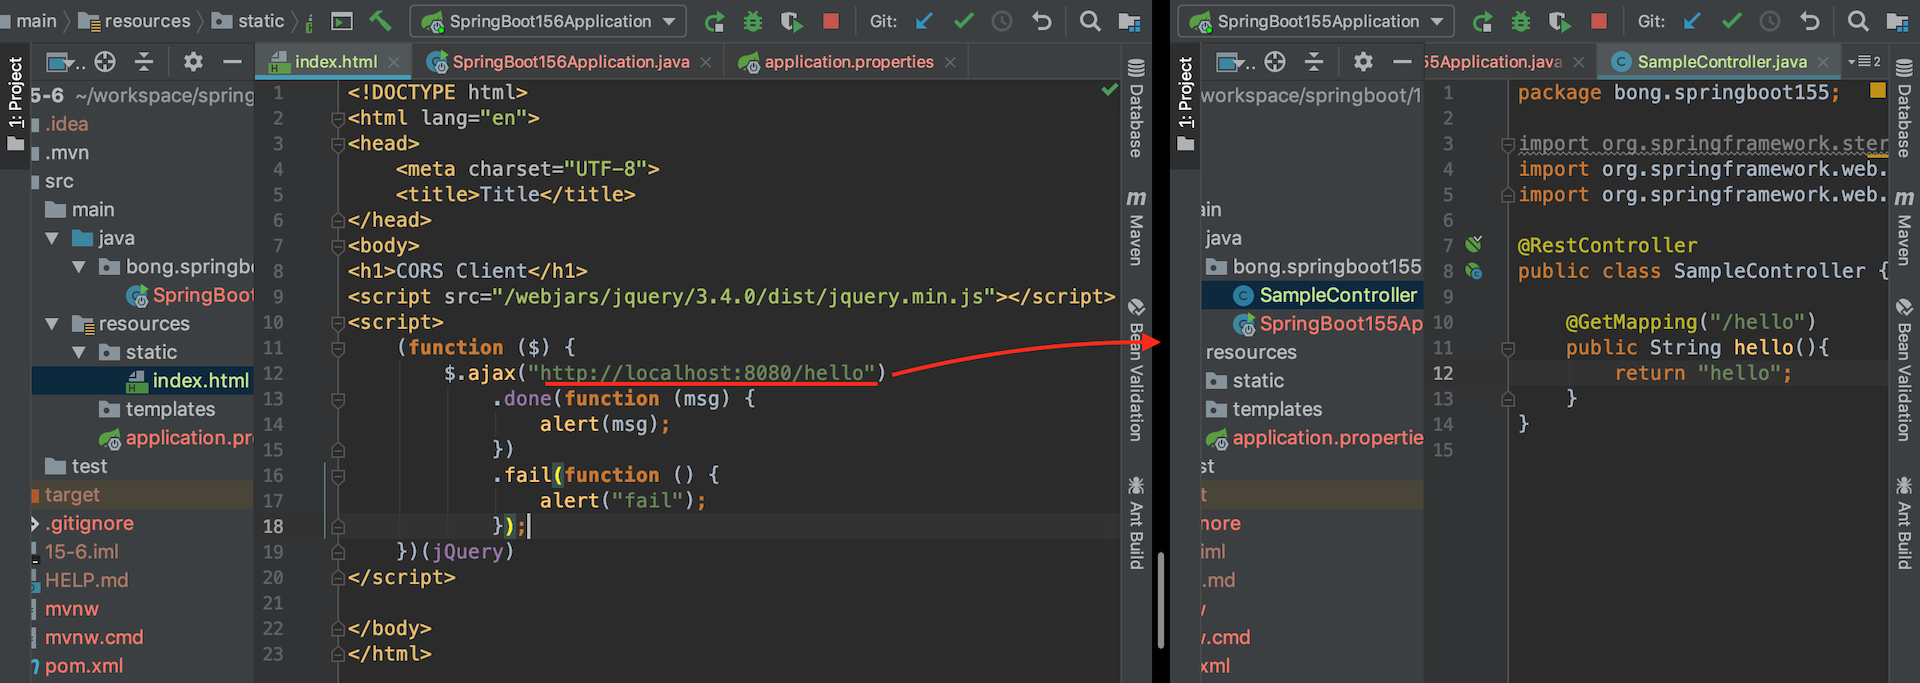 main
resources
static
SpringBoot156Application
Git:
1: Project
index.html
SpringBoot156Application.java
application.properties
5-6 ~/workspace/spring
.idea
.mvn
src
main
java
bong.springb
SpringBoot
resources
static
index.html
templates
application.pr
test
target
.gitignore
15-6.iml
HELP.md
mvnw
mvnw.cmd
pom.xml
1 <!DOCTYPE html>
2 <html lang="en">
3 <head>
4 <meta charset="UTF-8">
5 <title>Title</title>
6 </head>
7 <body>
8 <h1>CORS Client</h1>
9 <script src="/webjars/jquery/3.4.0/dist/jquery.min.js"></script>
10 <script>
11 (function ($) {
12 $.ajax("http://localhost:8080/hello")
13 .done(function (msg) {
14 alert(msg);
15 })
16 .fail(function () {
17 alert("fail");
18 });
19 })(jQuery)
20 </script>
21
22 </body>
23 </html>
Database
Maven
Bean Validation
Ant Build
SpringBoot155Application
Git:
1: Project
55Application.java
SampleController.java
2
workspace/springboot/1
ain
java
bong.springboot155
SampleController
SpringBoot155Ap
resources
static
templates
application.propertie
st
t
nore
iml
.md
v.cmd
xml
1 package bong.springboot155;
2
3 import org.springframework.ster
4 import org.springframework.web.
5 import org.springframework.web.
6
7 @RestController
8 public class SampleController {
9
10 @GetMapping("/hello")
11 public String hello(){
12 return "hello";
13 }
14 }
15
Database
Maven
Bean Validation
Ant Build